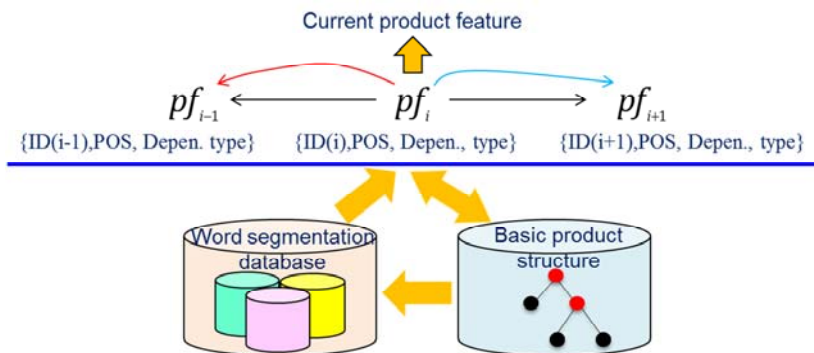 Current product feature
pf_{i-1} pf_i pf_{i+1}
{ID(i-1),POS, Depen. type} {ID(i),POS, Depen., type} {ID(i+1),POS, Depen., type}
Word segmentation
database
Basic product
structure